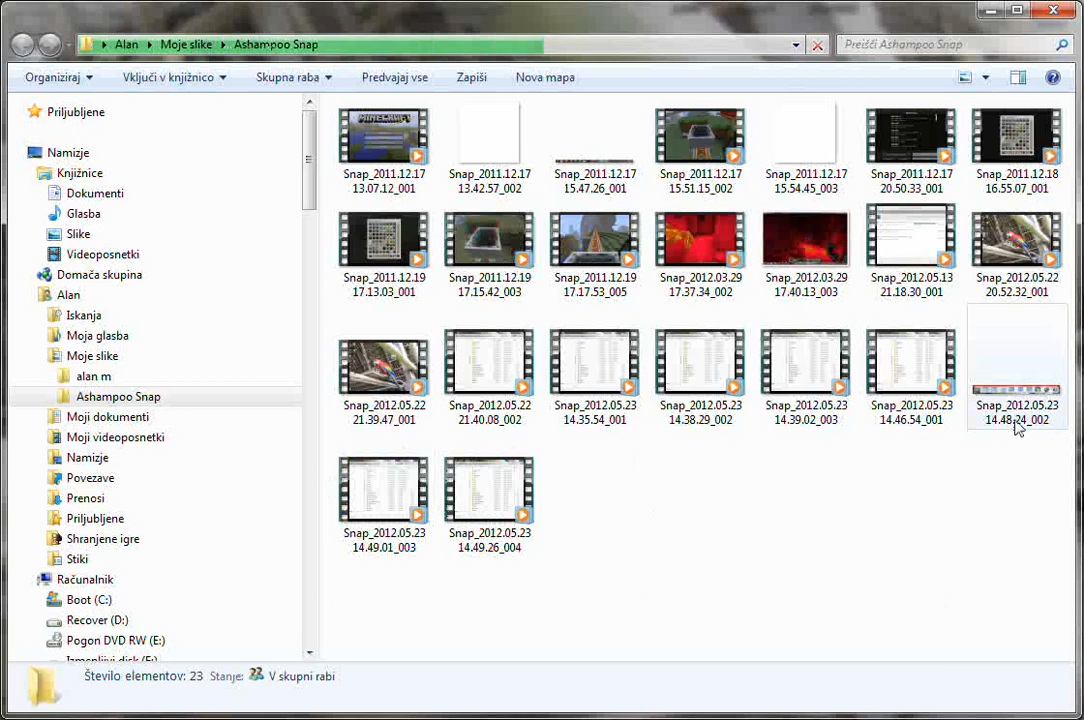 Alan Moje slike Ashampoo Snap
Preišči Ashampoo Snap
Organiziraj Vključi v knjižnico Skupna raba Predvajaj vse Zapiši Nova mapa
Priljubljene
Namizje
Knjižnice
Dokumenti
Glasba
Slike
Videoposnetki
Domača skupina
Alan
Iskanja
Moja glasba
Moje slike
alan m
Ashampoo Snap
Moji dokumenti
Moji videoposnetki
Namizje
Povezave
Prenosi
Priljubljene
Shranjene igre
Stiki
Računalnik
Boot (C:)
Recover (D:)
Pogon DVD RW (E:)
Izmenljivi disk (F:)
MINECRAFT
Snap_2011.12.17 Snap_2011.12.17 Snap_2011.12.17 Snap_2011.12.17 Snap_2011.12.17 Snap_2011.12.17 Snap_2011.12.18
13.07.12_001 13.42.57_002 15.47.26_001 15.51.15_002 15.54.45_003 20.50.33_001 16.55.07_001
Snap_2011.12.19 Snap_2011.12.19 Snap_2011.12.19 Snap_2012.03.29 Snap_2012.03.29 Snap_2012.05.13 Snap_2012.05.22
17.13.03_001 17.15.42_003 17.17.53_005 17.37.34_002 17.40.13_003 21.18.30_001 20.52.32_001
Snap_2012.05.22 Snap_2012.05.22 Snap_2012.05.23 Snap_2012.05.23 Snap_2012.05.23 Snap_2012.05.23 Snap_2012.05.23
21.39.47_001 21.40.08_002 14.35.54_001 14.38.29_002 14.39.02_003 14.46.54_001 14.48.24_002
Snap_2012.05.23 Snap_2012.05.23
14.49.01_003 14.49.26_004
Število elementov: 23 Stanje: V skupni rabi